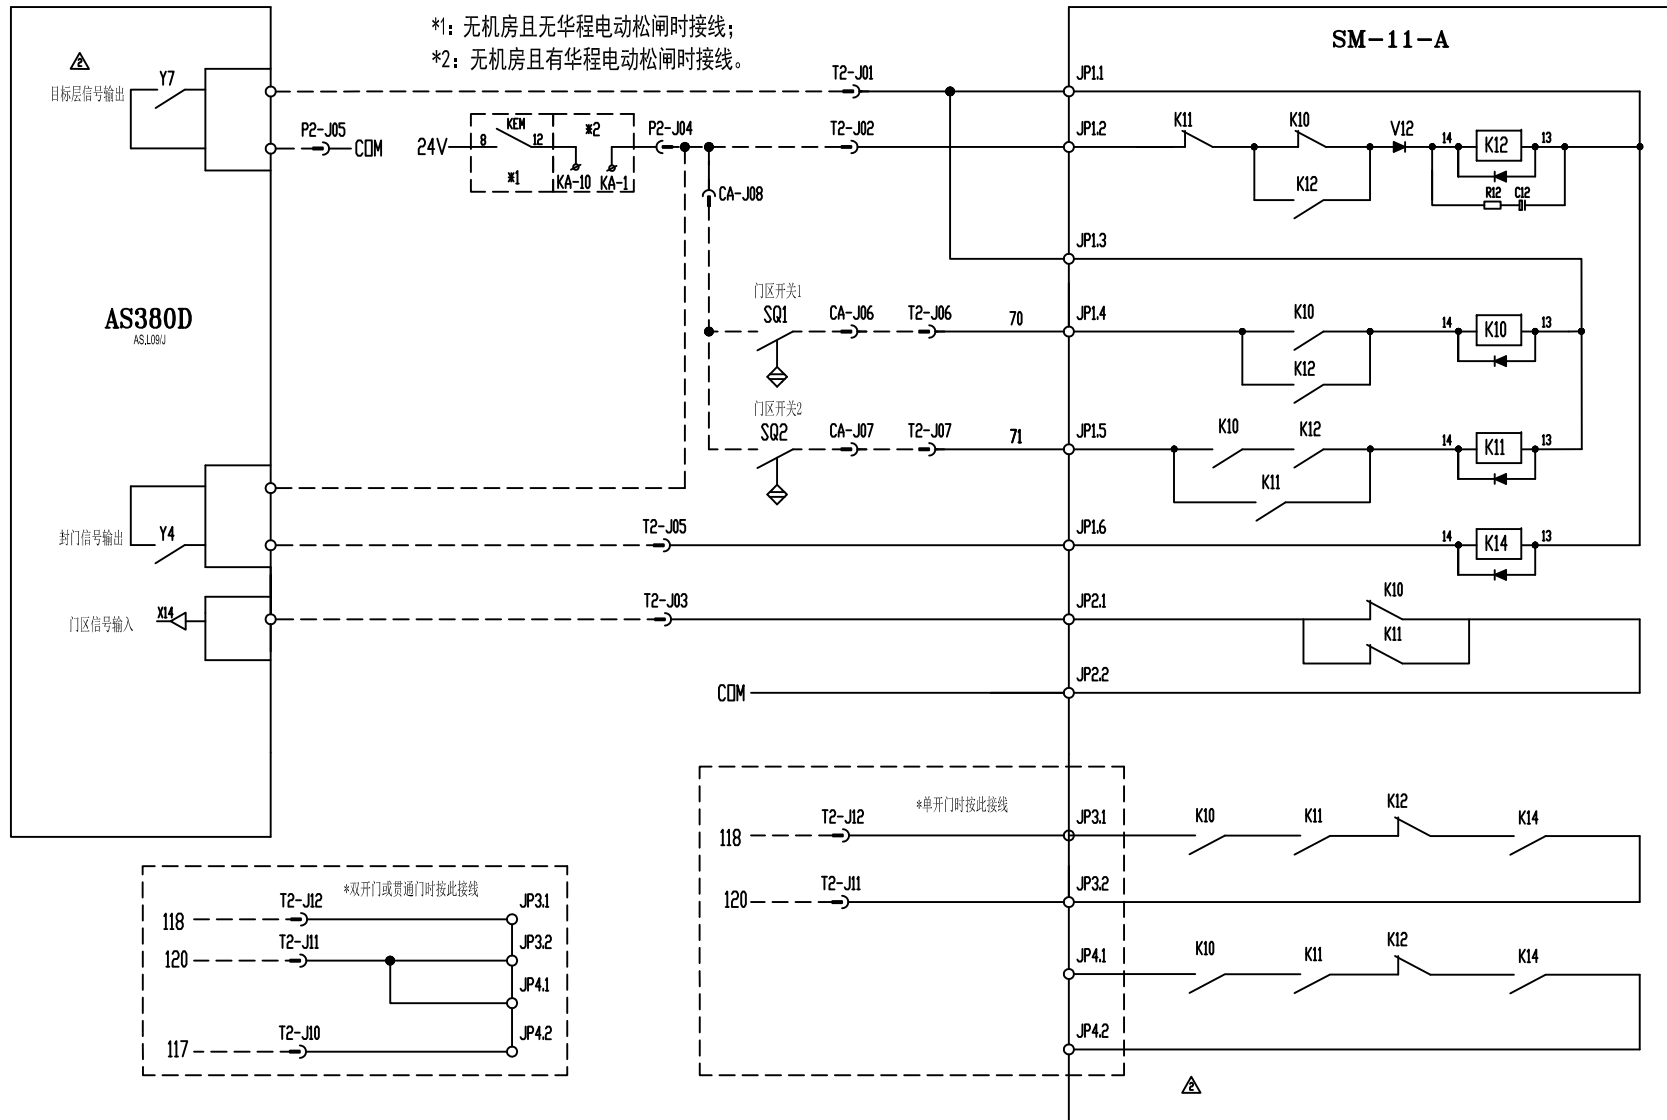 *1: 无机房且无华程电动松闸时接线;
*2: 无机房且有华程电动松闸时接线。
SM-11-A
2
Y7
目标层信号输出
P2-J05
COM
24V
8
KEM
12
*2
*1
KA-10
KA-1
P2-J04
T2-J01
T2-J02
CA-J08
JP1.1
JP1.2
K11
K10
V12
14
K12
13
K12
R12
C12
JP1.3
AS380D
AS.L09/J
门区开关1
SQ1
CA-J06
T2-J06
70
JP1.4
K10
14
K10
13
K12
门区开关2
SQ2
CA-J07
T2-J07
71
JP1.5
K10
K12
14
K11
13
K11
封门信号输出
Y4
T2-J05
JP1.6
14
K14
13
门区信号输入
X14
T2-J03
JP2.1
K10
K11
COM
JP2.2
*单开门时按此接线
118
T2-J12
JP3.1
K10
K11
K12
K14
120
T2-J11
JP3.2
JP4.1
K10
K11
K12
K14
JP4.2
*双开门或贯通门时按此接线
118
T2-J12
JP3.1
120
T2-J11
JP3.2
JP4.1
117
T2-J10
JP4.2
2